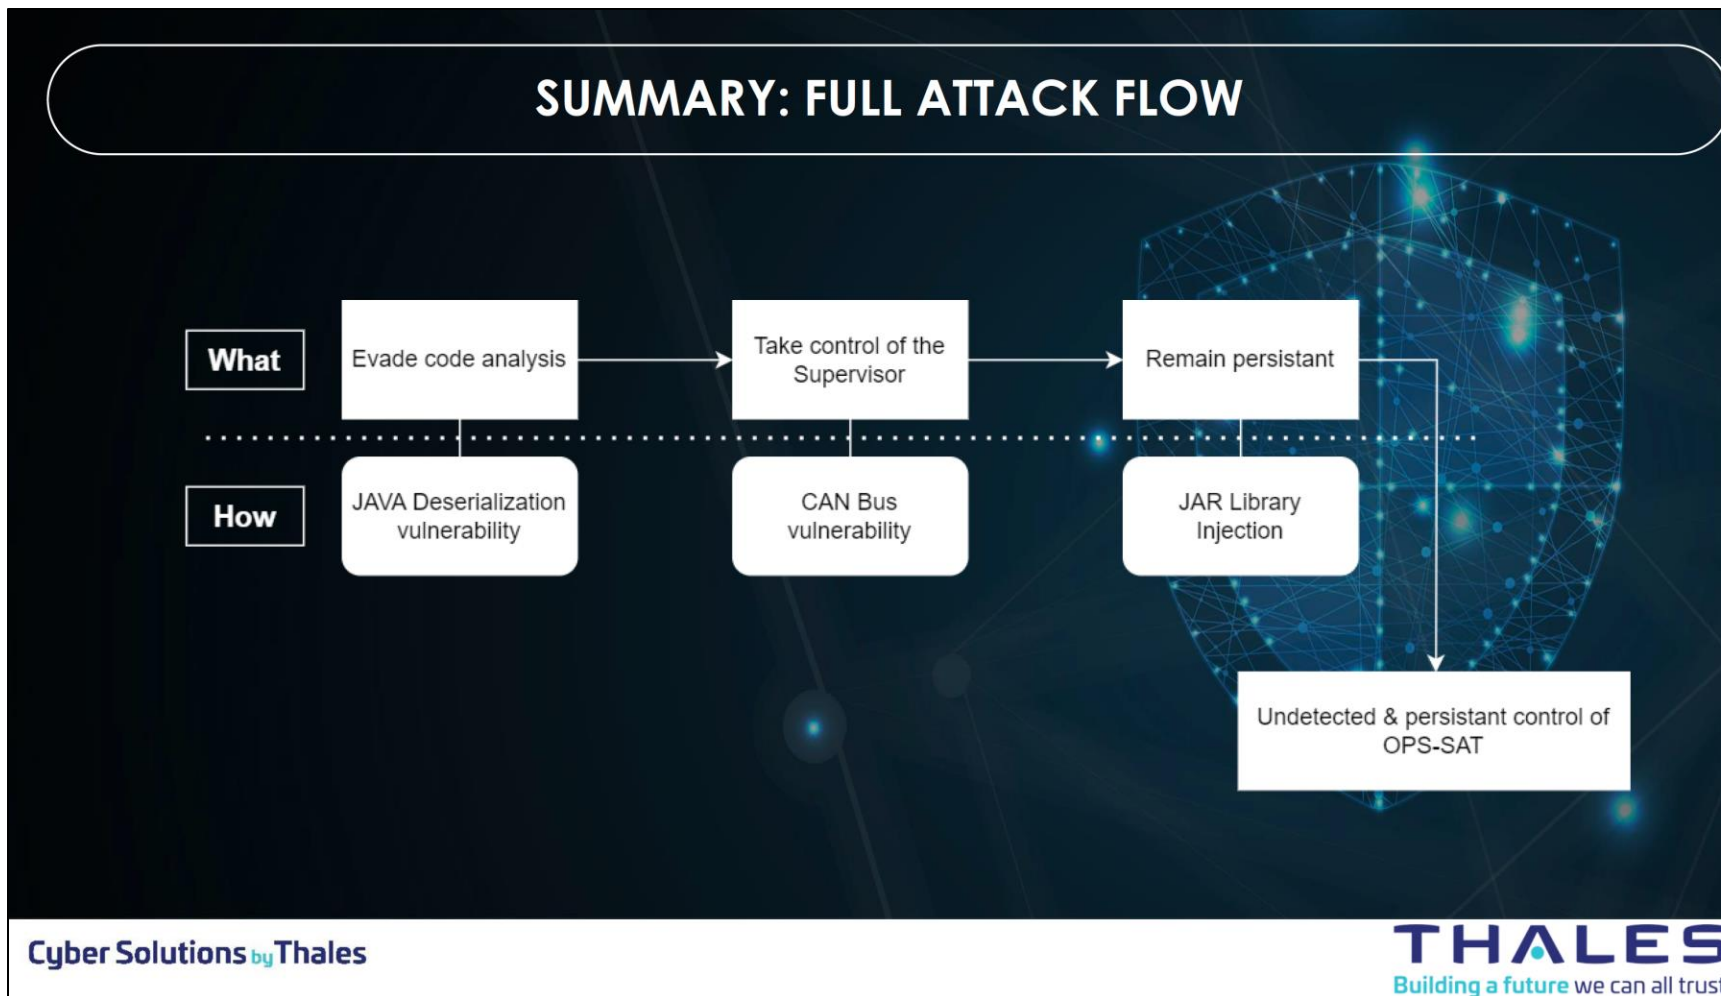 SUMMARY: FULL ATTACK FLOW
What
Evade code analysis
Take control of the
Supervisor
Remain persistant
How
JAVA Deserialization
vulnerability
CAN Bus
vulnerability
JAR Library
Injection
Undetected & persistant control of
OPS-SAT
Cyber Solutions by Thales
THALES
Building a future we can all trust